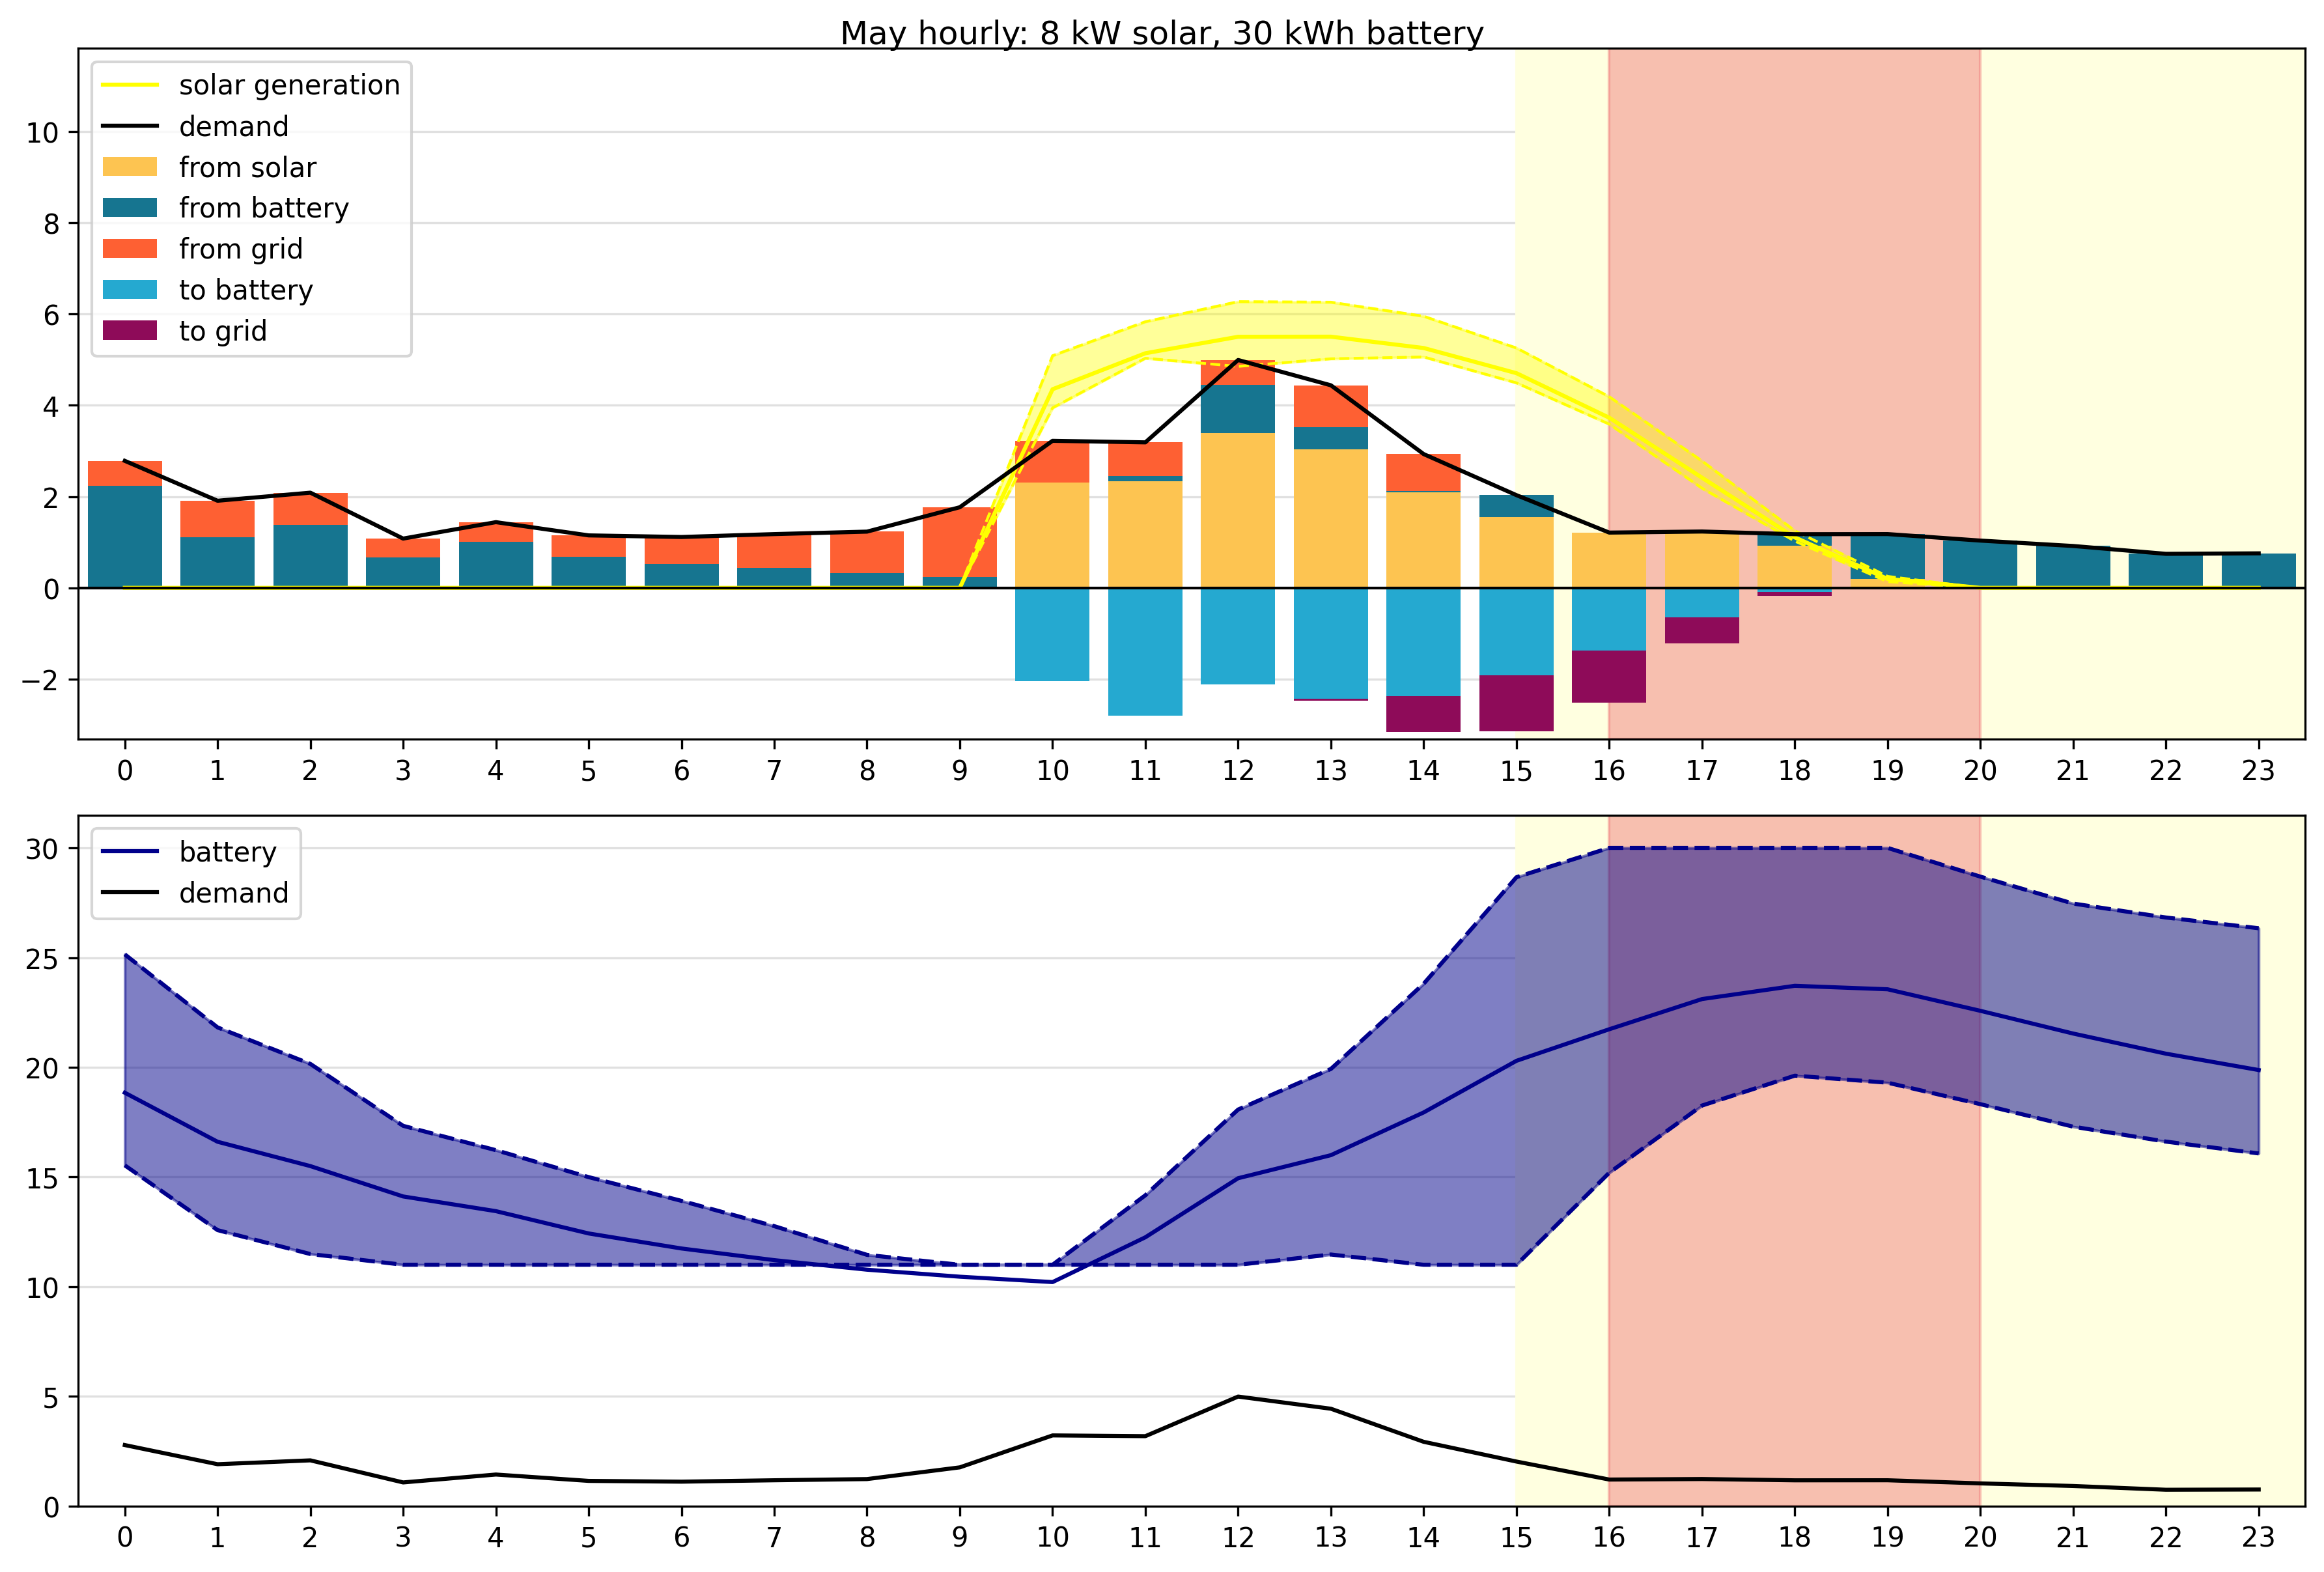 May hourly: 8 kW solar, 30 kWh battery
solar generation
demand
from solar
from battery
from grid
to battery
to grid
10
8
6
4
2
0
−2
0 1 2 3 4 5 6 7 8 9 10 11 12 13 14 15 16 17 18 19 20 21 22 23
battery
demand
30
25
20
15
10
5
0
0 1 2 3 4 5 6 7 8 9 10 11 12 13 14 15 16 17 18 19 20 21 22 23